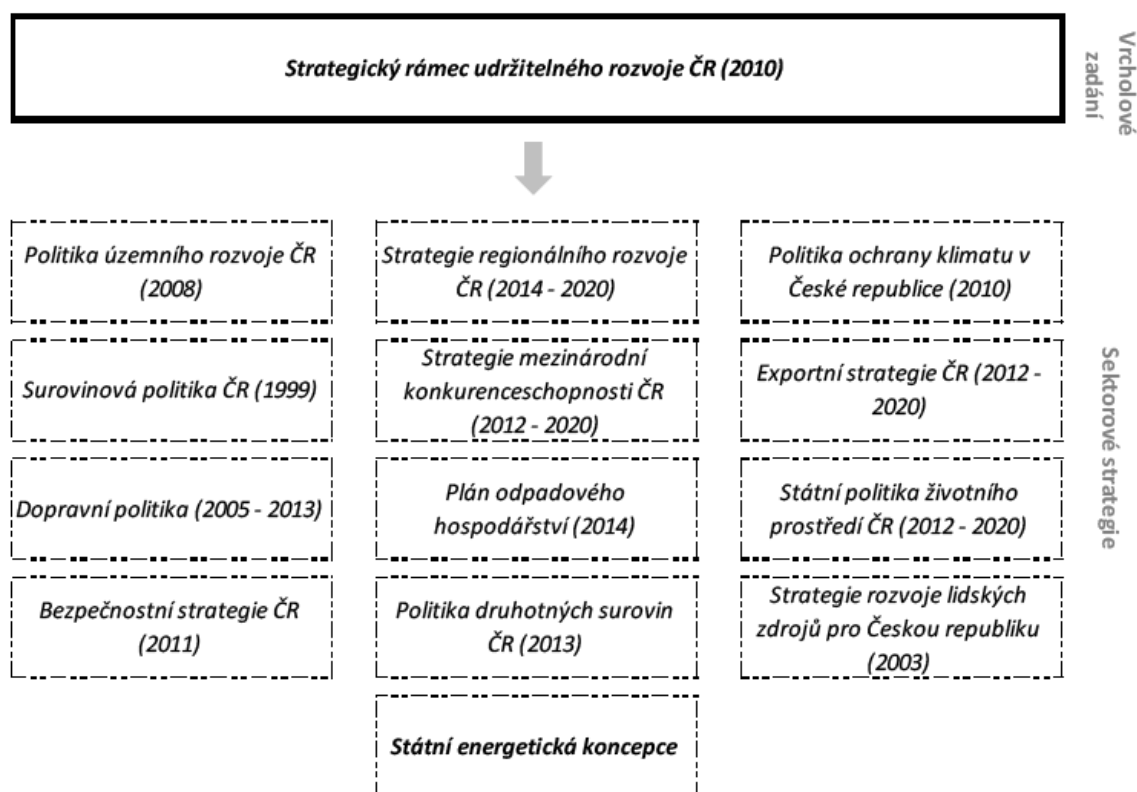 Strategický rámec udržitelného rozvoje ČR (2010)
Vrcholové
zadání
Politika územního rozvoje ČR
(2008)
Strategie regionálního rozvoje
ČR (2014 - 2020)
Politika ochrany klimatu v
České republice (2010)
Surovinová politika ČR (1999)
Strategie mezinárodní
konkurenceschopnosti ČR
(2012 - 2020)
Exportní strategie ČR (2012 -
2020)
Dopravní politika (2005 - 2013)
Plán odpadového
hospodářství (2014)
Státní politika životního
prostředí ČR (2012 - 2020)
Bezpečnostní strategie ČR
(2011)
Politika druhotných surovin
ČR (2013)
Strategie rozvoje lidských
zdrojů pro Českou republiku
(2003)
Státní energetická koncepce
Sektorové strategie